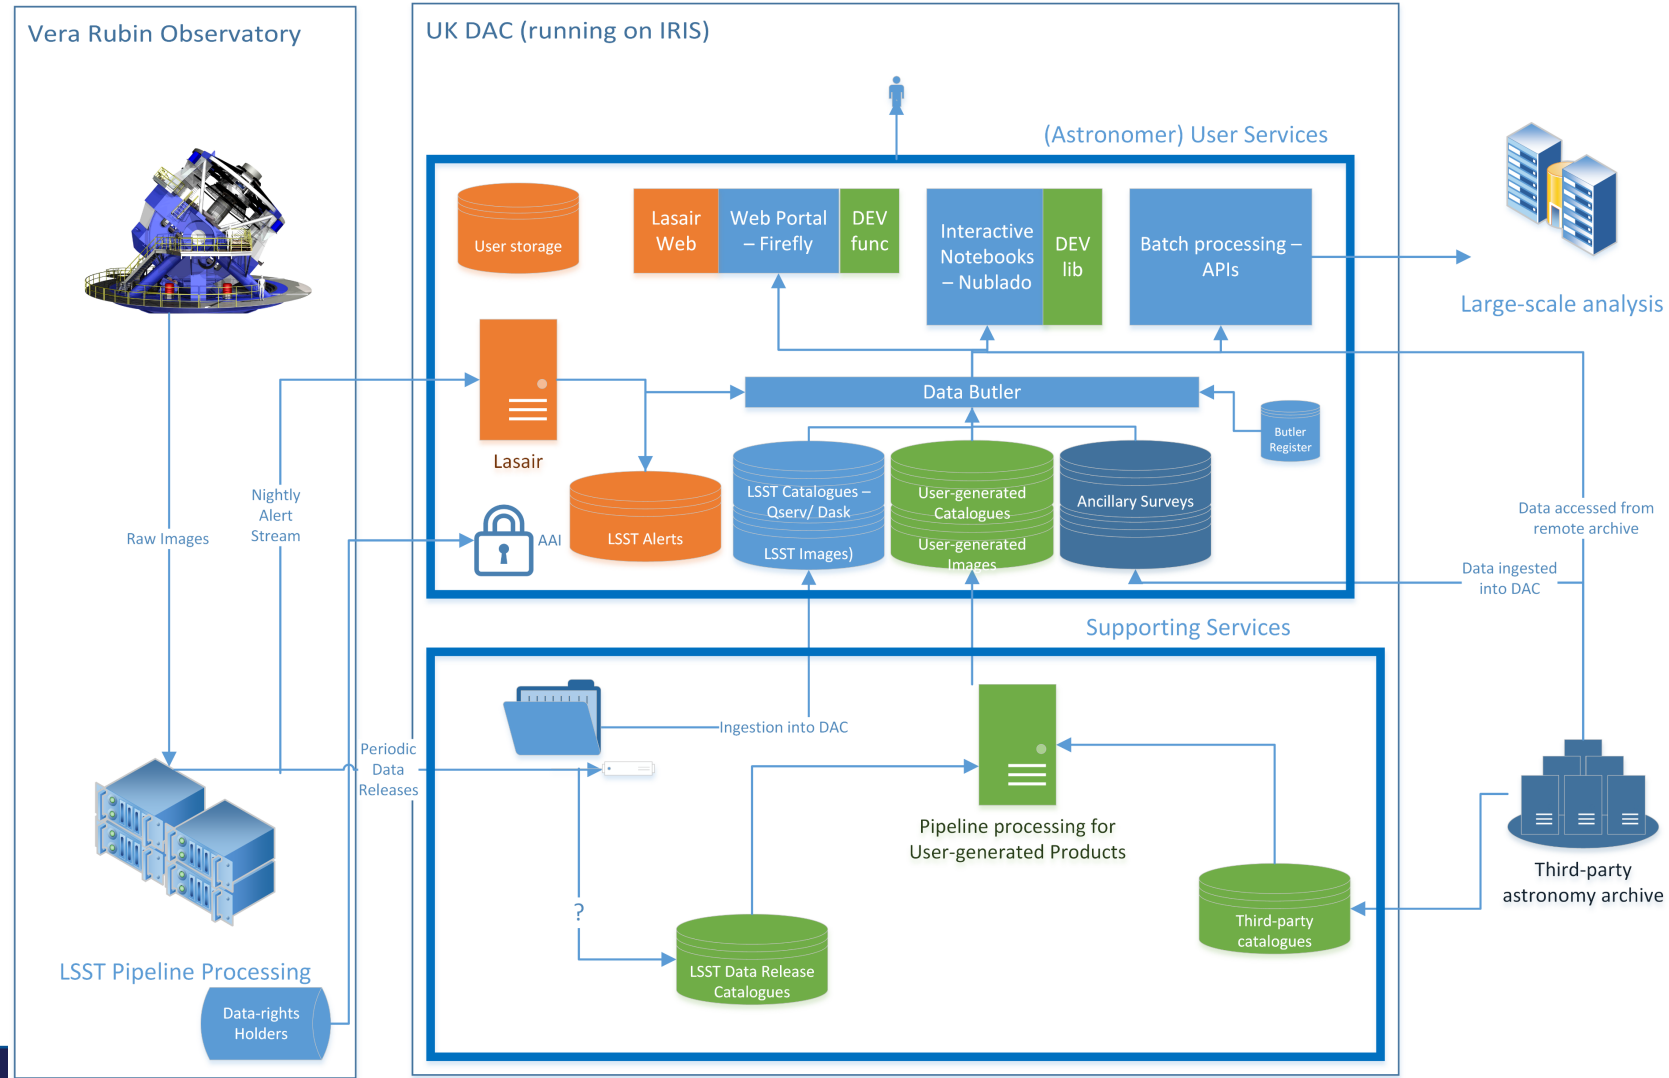 Vera Rubin Observatory
UK DAC (running on IRIS)
(Astronomer) User Services
User storage
Lasair
Web
Web Portal
– Firefly
DEV
func
Interactive
Notebooks
– Nublado
DEV
lib
Batch processing –
APIs
Large-scale analysis
Lasair
Data Butler
Butler
Register
LSST Alerts
LSST Catalogues –
Qserv/ Dask
LSST Images)
User-generated
Catalogues
User-generated
Images
Ancillary Surveys
AAI
Nightly
Alert
Stream
Raw Images
Data accessed from
remote archive
Data ingested
into DAC
Supporting Services
Ingestion into DAC
Periodic
Data
Releases
Pipeline processing for
User-generated Products
?
LSST Data Release
Catalogues
Third-party
catalogues
Third-party
astronomy archive
LSST Pipeline Processing
Data-rights
Holders